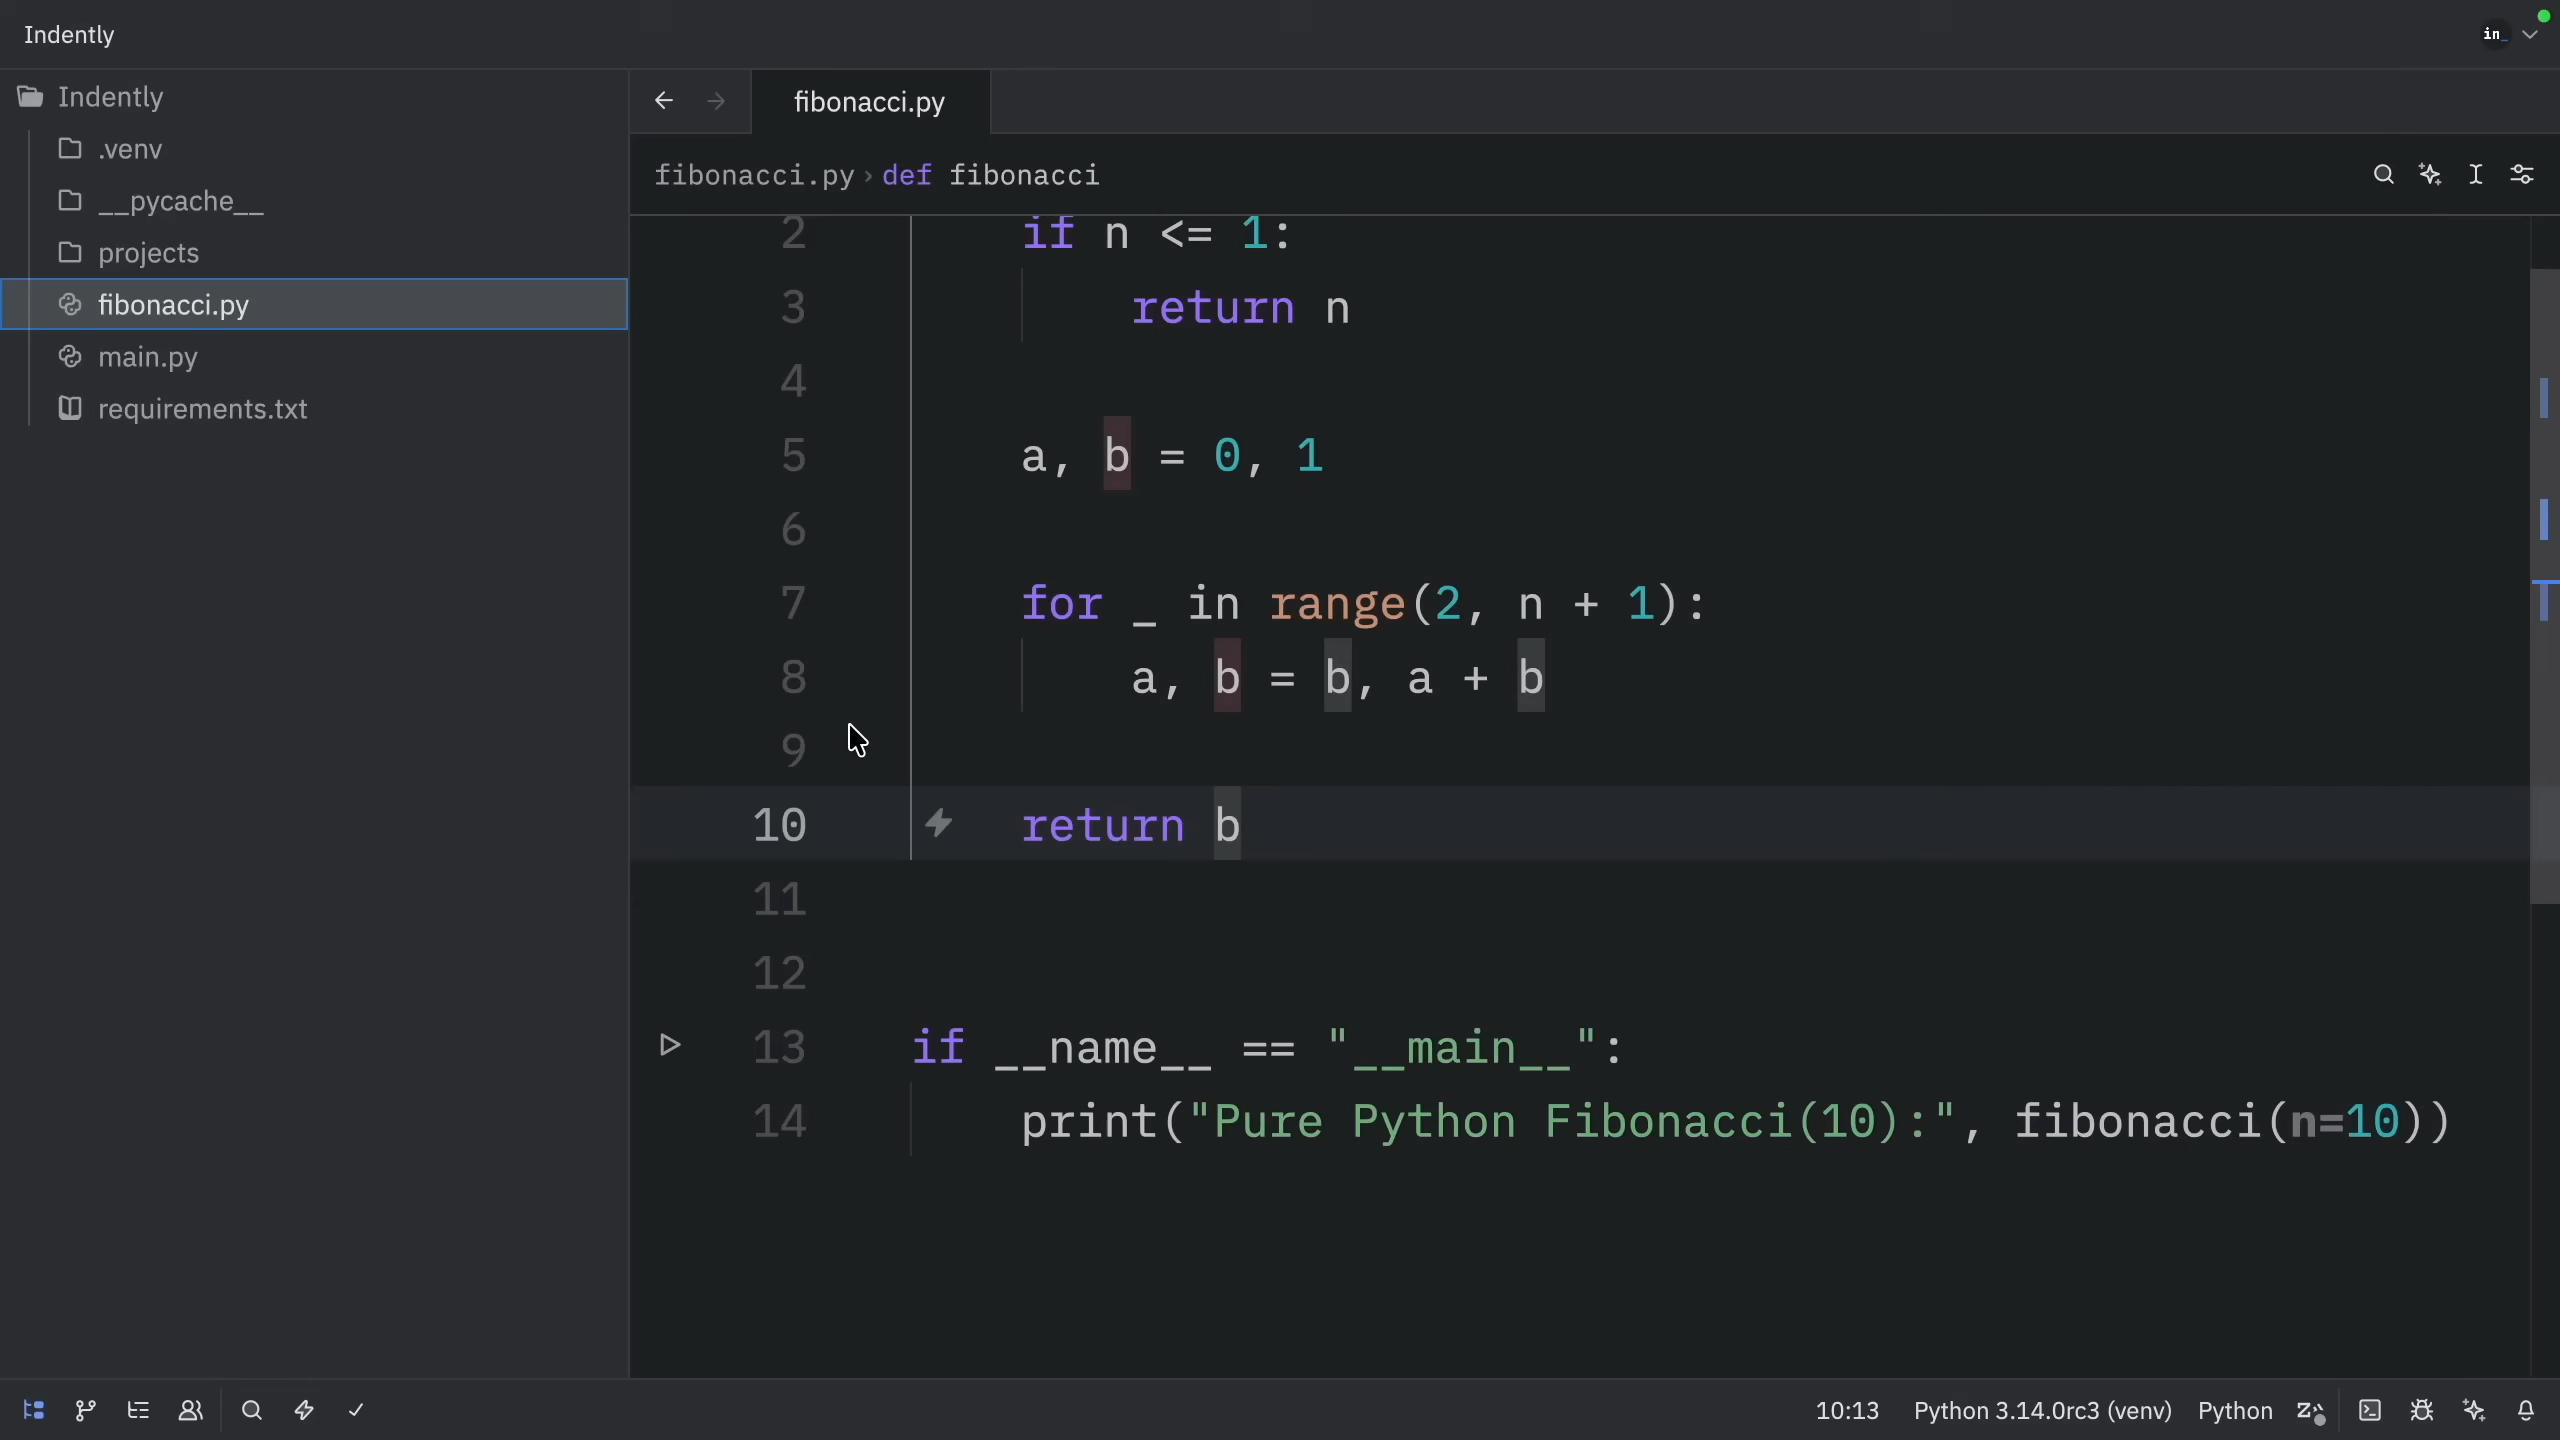 Indently
in_
Indently
.venv
__pycache__
projects
fibonacci.py
main.py
requirements.txt
fibonacci.py
fibonacci.py › def fibonacci
2 if n <= 1:
3 return n
4
5 a, b = 0, 1
6
7 for _ in range(2, n + 1):
8 a, b = b, a + b
9
10 return b
11
12
13 if __name__ == "__main__":
14 print("Pure Python Fibonacci(10):", fibonacci(n=10))
10:13 Python 3.14.0rc3 (venv) Python